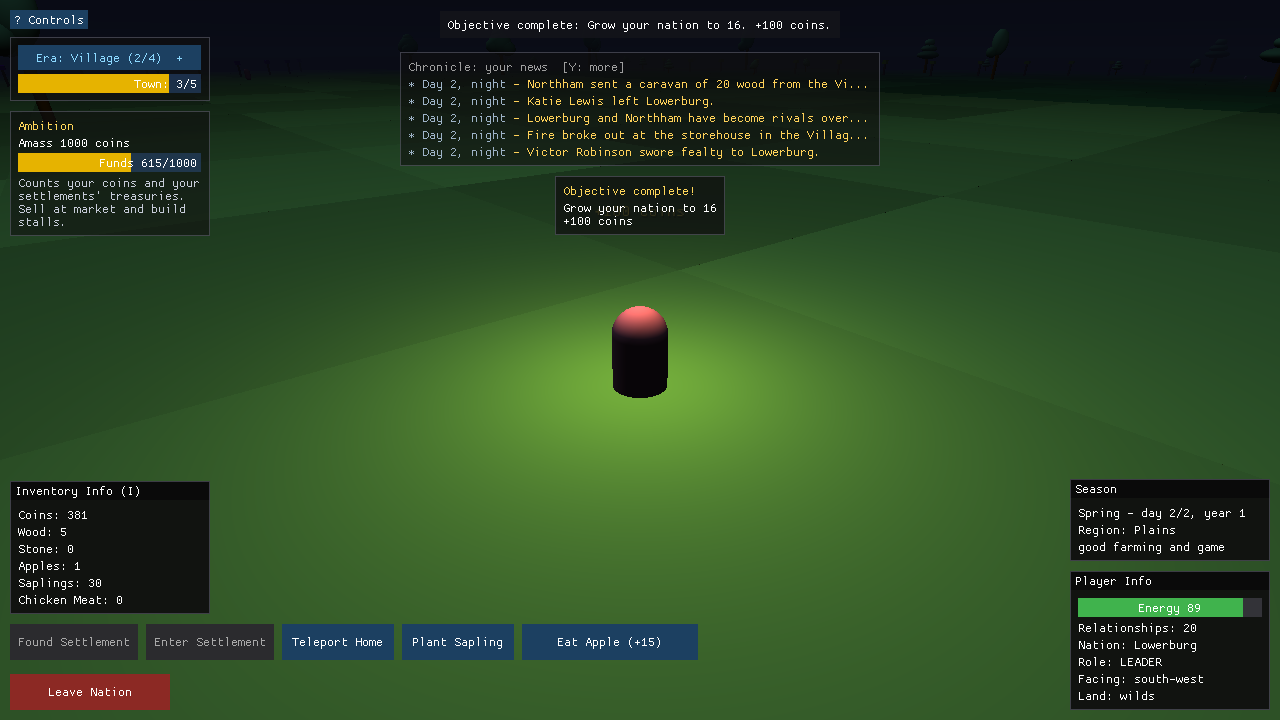 ? Controls
Objective complete: Grow your nation to 16. +100 coins.
Era: Village (2/4) +
Town: 3/5
Ambition
Amass 1000 coins
Funds 615/1000
Counts your coins and your
settlements' treasuries.
Sell at market and build
stalls.
Chronicle: your news [Y: more]
* Day 2, night - Northham sent a caravan of 20 wood from the Vi...
* Day 2, night - Katie Lewis left Lowerburg.
* Day 2, night - Lowerburg and Northham have become rivals over...
* Day 2, night - Fire broke out at the storehouse in the Villag...
* Day 2, night - Victor Robinson swore fealty to Lowerburg.
Objective complete!
Grow your nation to 16
+100 coins
Inventory Info (I)
Coins: 381
Wood: 5
Stone: 0
Apples: 1
Saplings: 30
Chicken Meat: 0
Found Settlement
Enter Settlement
Teleport Home
Plant Sapling
Eat Apple (+15)
Leave Nation
Season
Spring - day 2/2, year 1
Region: Plains
good farming and game
Player Info
Energy 89
Relationships: 20
Nation: Lowerburg
Role: LEADER
Facing: south-west
Land: wilds